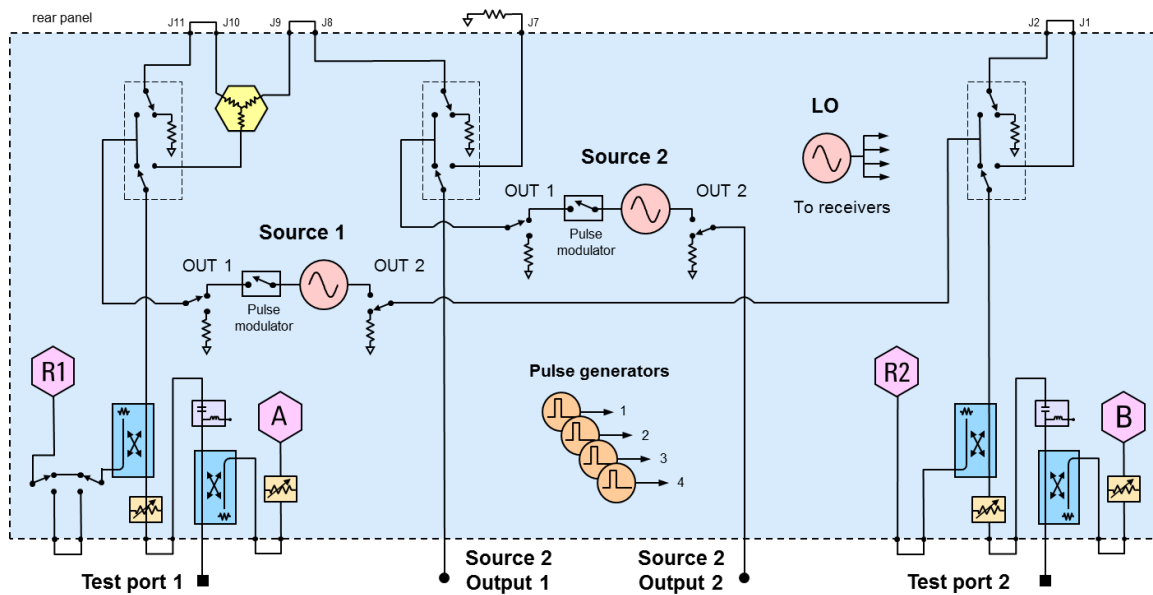 rear panel
J11
J10
J9
J8
J7
J2
J1
LO
To receivers
Source 2
OUT 1
OUT 2
Pulse
modulator
Source 1
OUT 1
OUT 2
Pulse
modulator
R1
A
Pulse generators
1
2
3
4
R2
B
Test port 1
Source 2
Output 1
Source 2
Output 2
Test port 2